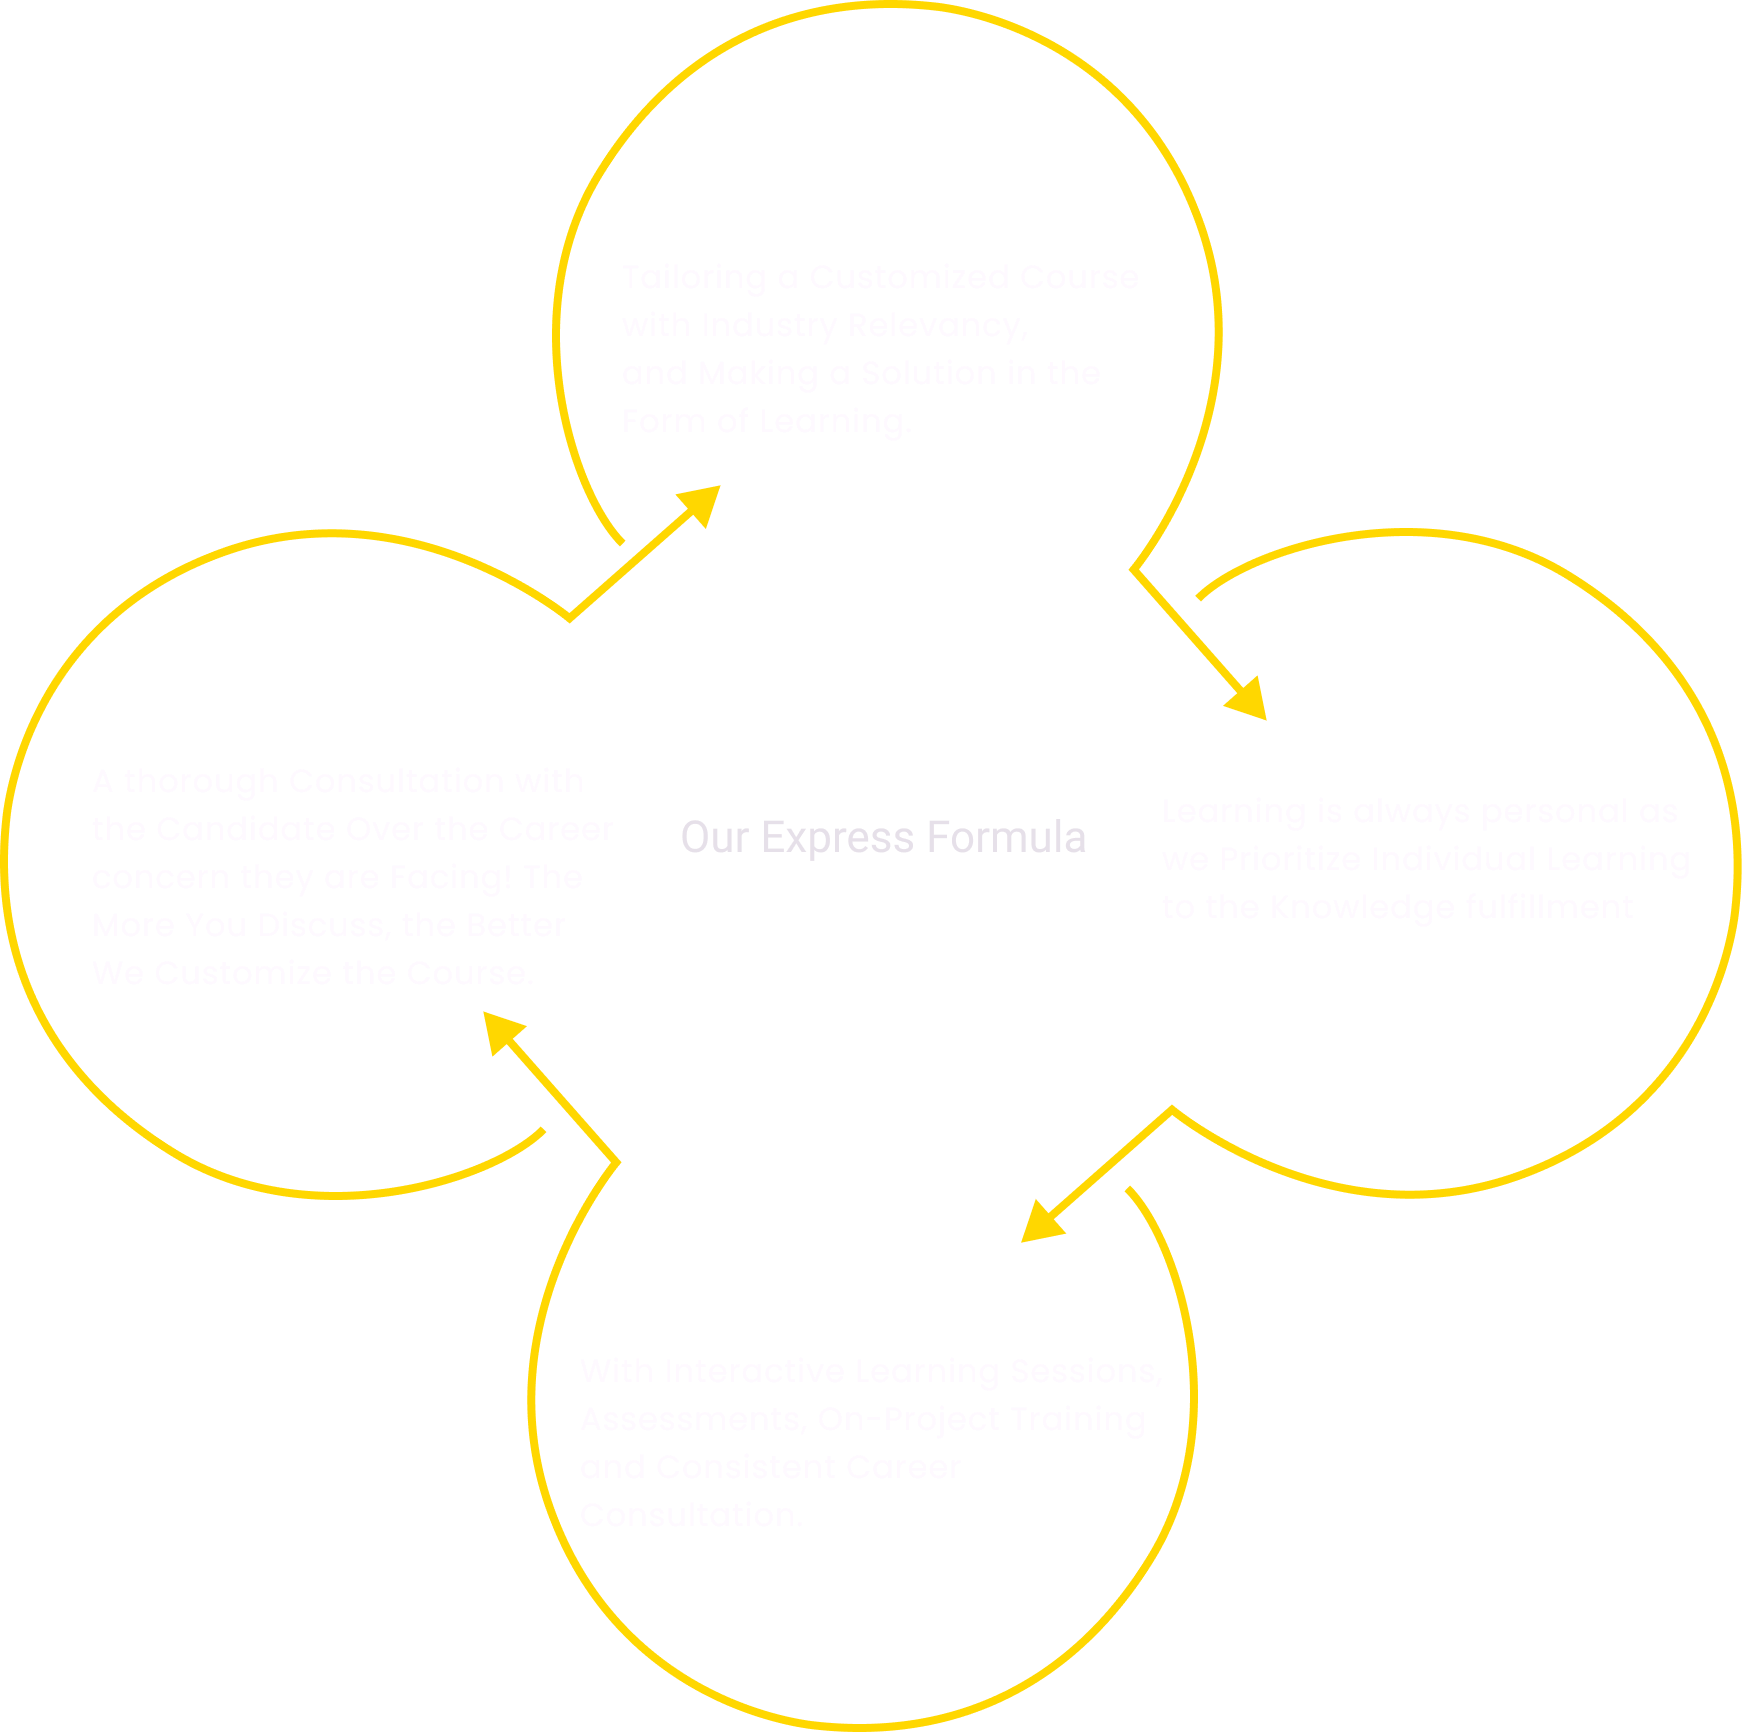 Tailoring a Customized Course
with industry Relevancy,
and Making a Solution in the
Form of Learning.
A thorough Consultation with
the Candidate Over the Career
concern they are Facing! The
More You Discuss, the Better
We Customize the Course.
Our Express Formula
Learning is always personal as
we Prioritize Individual Learning
to the Knowledge fulfillment
With Interactive Learning Sessions,
Assessments, On-Project Training
and Consistent Career
Consultation.